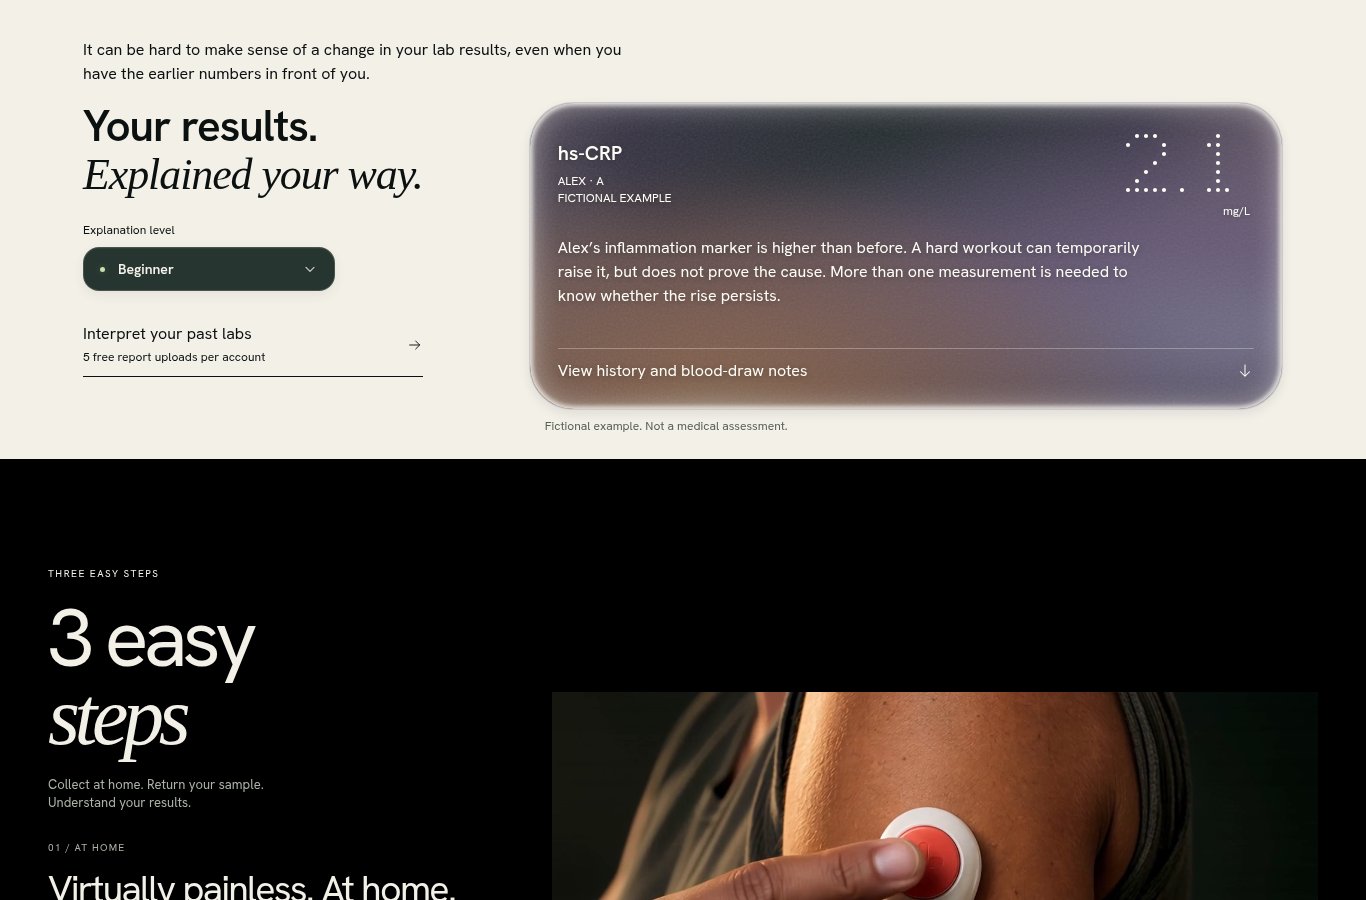 It can be hard to make sense of a change in your lab results, even when you
have the earlier numbers in front of you.
Your results.
Explained your way.
Explanation level
Beginner
Interpret your past labs
5 free report uploads per account
hs-CRP
ALEX · A
FICTIONAL EXAMPLE
2.1
mg/L
Alex’s inflammation marker is higher than before. A hard workout can temporarily
raise it, but does not prove the cause. More than one measurement is needed to
know whether the rise persists.
View history and blood-draw notes
Fictional example. Not a medical assessment.
THREE EASY STEPS
3 easy
steps
Collect at home. Return your sample.
Understand your results.
01 / AT HOME
Virtually painless. At home.